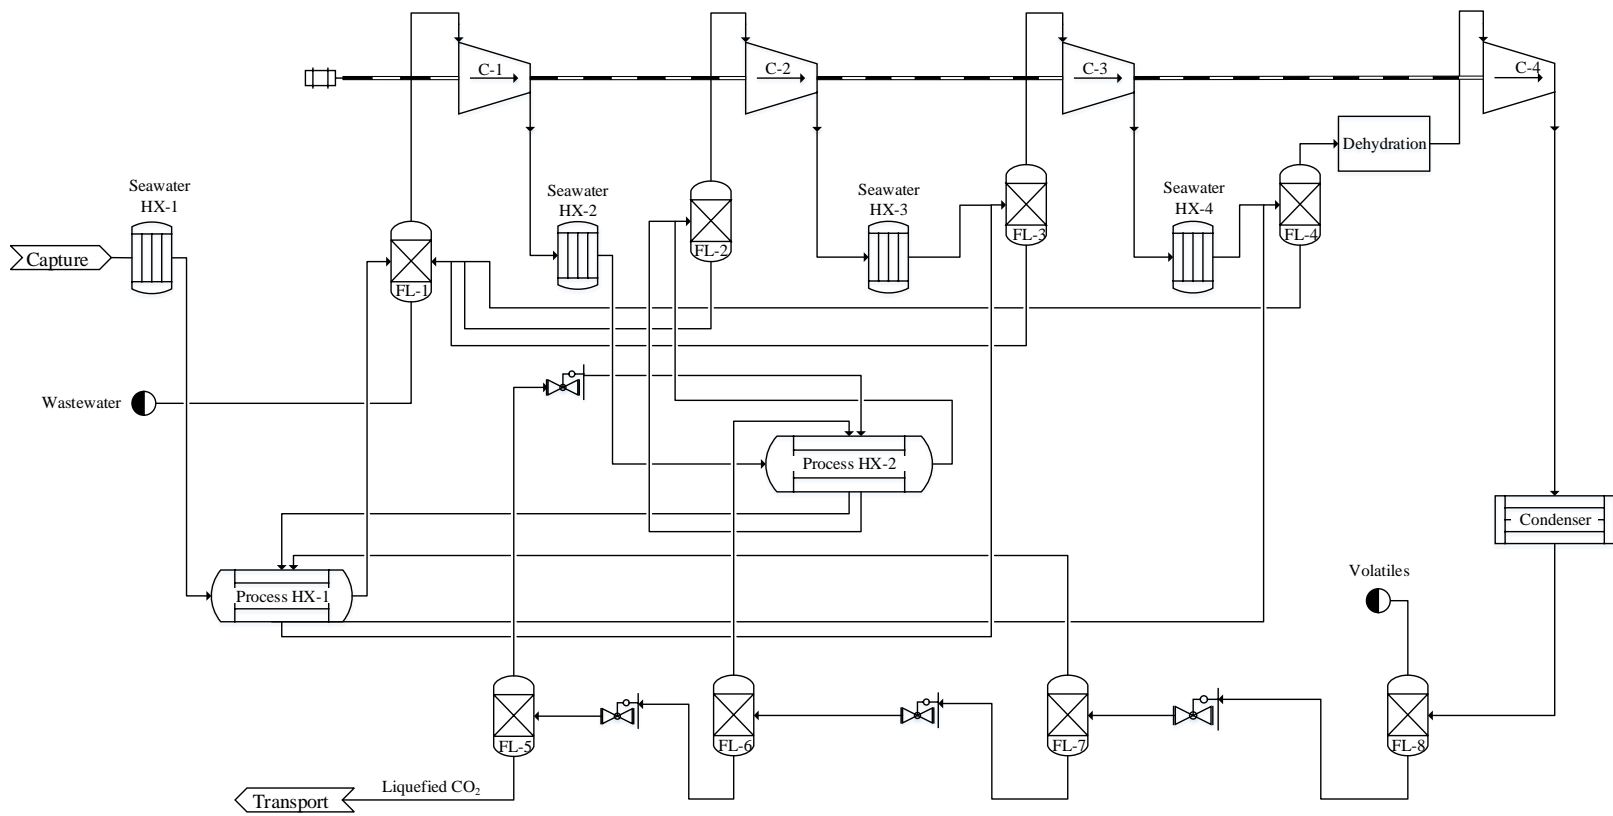 C-1
C-2
C-3
C-4
Dehydration
Seawater
HX-1
Seawater
HX-2
Seawater
HX-3
Seawater
HX-4
FL-3
FL-4
FL-2
Capture
FL-1
Wastewater
Process HX-2
Condenser
Process HX-1
Volatiles
FL-5
FL-6
FL-7
FL-8
Liquefied CO₂
Transport